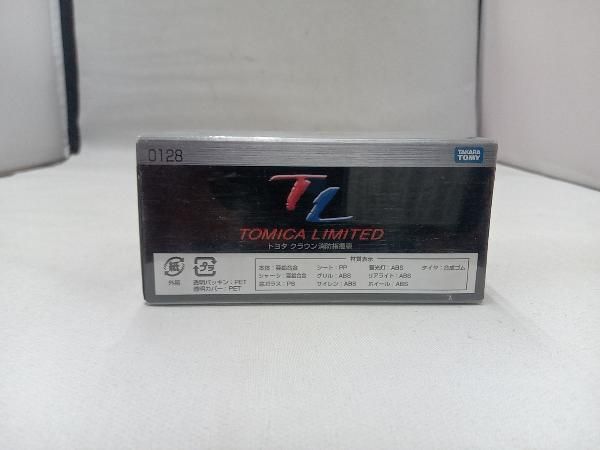 0128
TAKARA
TOMY
TL
TOMICA LIMITED
トヨタ クラウン消防指揮車
材質表示
紙
プラ
外箱
透明パッキン：PET
透明カバー：PET
本体：亜鉛合金 シート：PP 警光灯：ABS タイヤ：合成ゴム
シャーシ：亜鉛合金 グリル：ABS リアライト：ABS
窓ガラス：PS サイレン：ABS ホイール：ABS